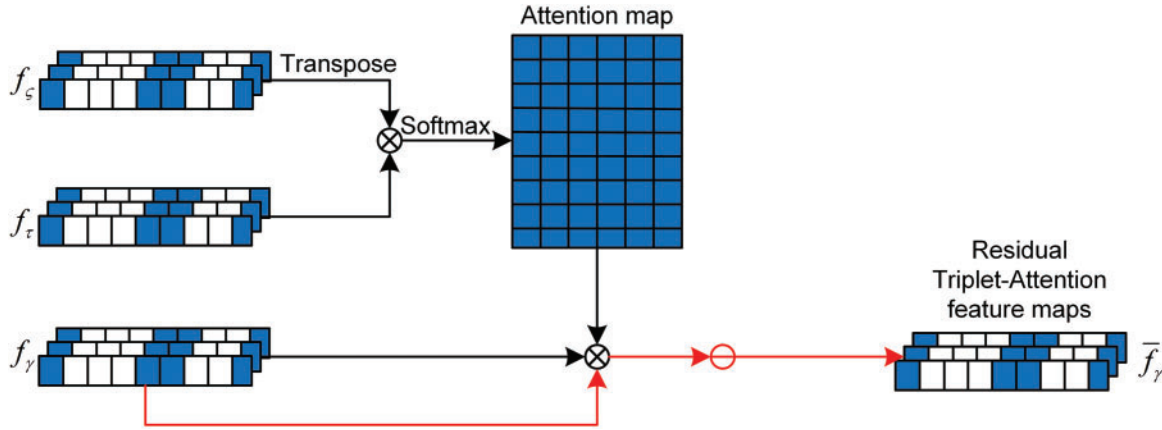 Attention map
f_ς
Transpose
Softmax
f_τ
Residual
Triplet-Attention
feature maps
f_γ
f̅_γ